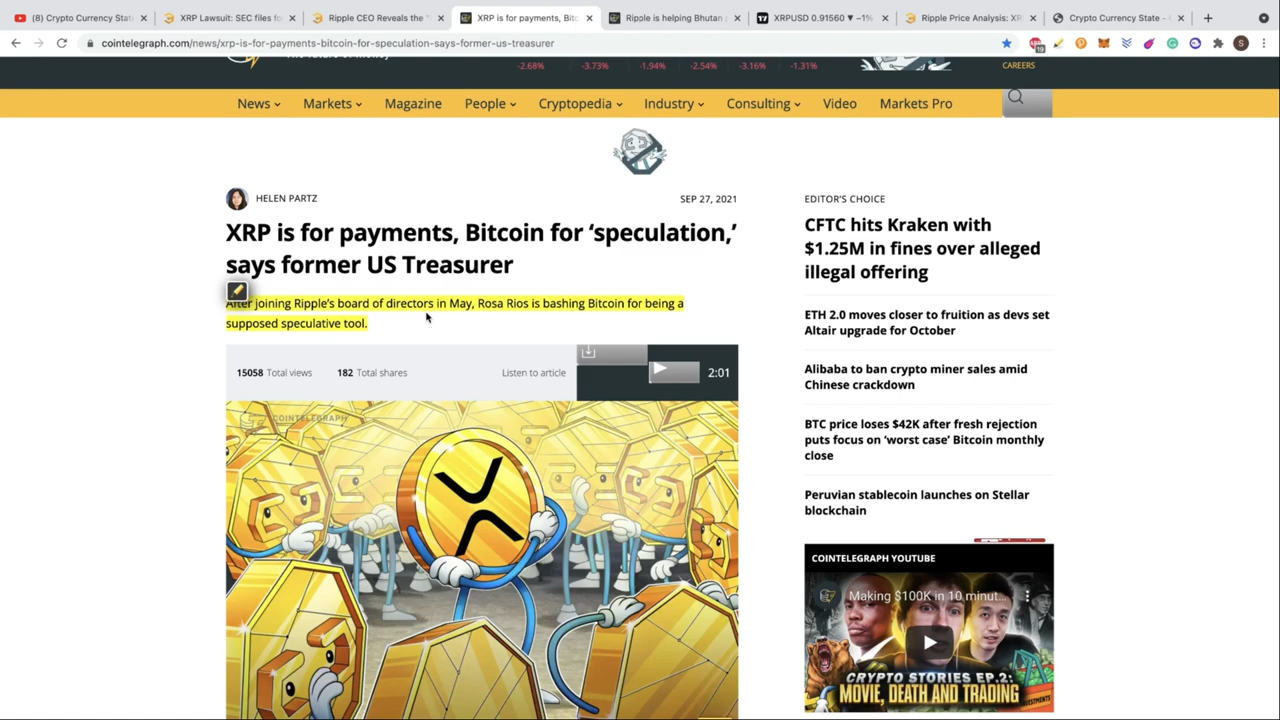 (8) Crypto Currency Stat
XRP Lawsuit: SEC files fo
Ripple CEO Reveals the "
XRP is for payments, Bitc
Ripple is helping Bhutan p
XRPUSD 0.91560 ▼ −1%
Ripple Price Analysis: XR
Crypto Currency State -
cointelegraph.com/news/xrp-is-for-payments-bitcoin-for-speculation-says-former-us-treasurer
19
S
-2.68%
-3.73%
-1.94%
-2.54%
-3.16%
-1.31%
CAREERS
News
Markets
Magazine
People
Cryptopedia
Industry
Consulting
Video
Markets Pro
HELEN PARTZ
SEP 27, 2021
XRP is for payments, Bitcoin for ‘speculation,’
says former US Treasurer
After joining Ripple’s board of directors in May, Rosa Rios is bashing Bitcoin for being a
supposed speculative tool.
15058 Total views
182 Total shares
Listen to article
2:01
COINTELEGRAPH
EDITOR’S CHOICE
CFTC hits Kraken with
$1.25M in fines over alleged
illegal offering
ETH 2.0 moves closer to fruition as devs set
Altair upgrade for October
Alibaba to ban crypto miner sales amid
Chinese crackdown
BTC price loses $42K after fresh rejection
puts focus on ‘worst case’ Bitcoin monthly
close
Peruvian stablecoin launches on Stellar
blockchain
COINTELEGRAPH YOUTUBE
Making $100K in 10 minut...
CRYPTO STORIES EP.2:
MOVIE, DEATH AND TRADING